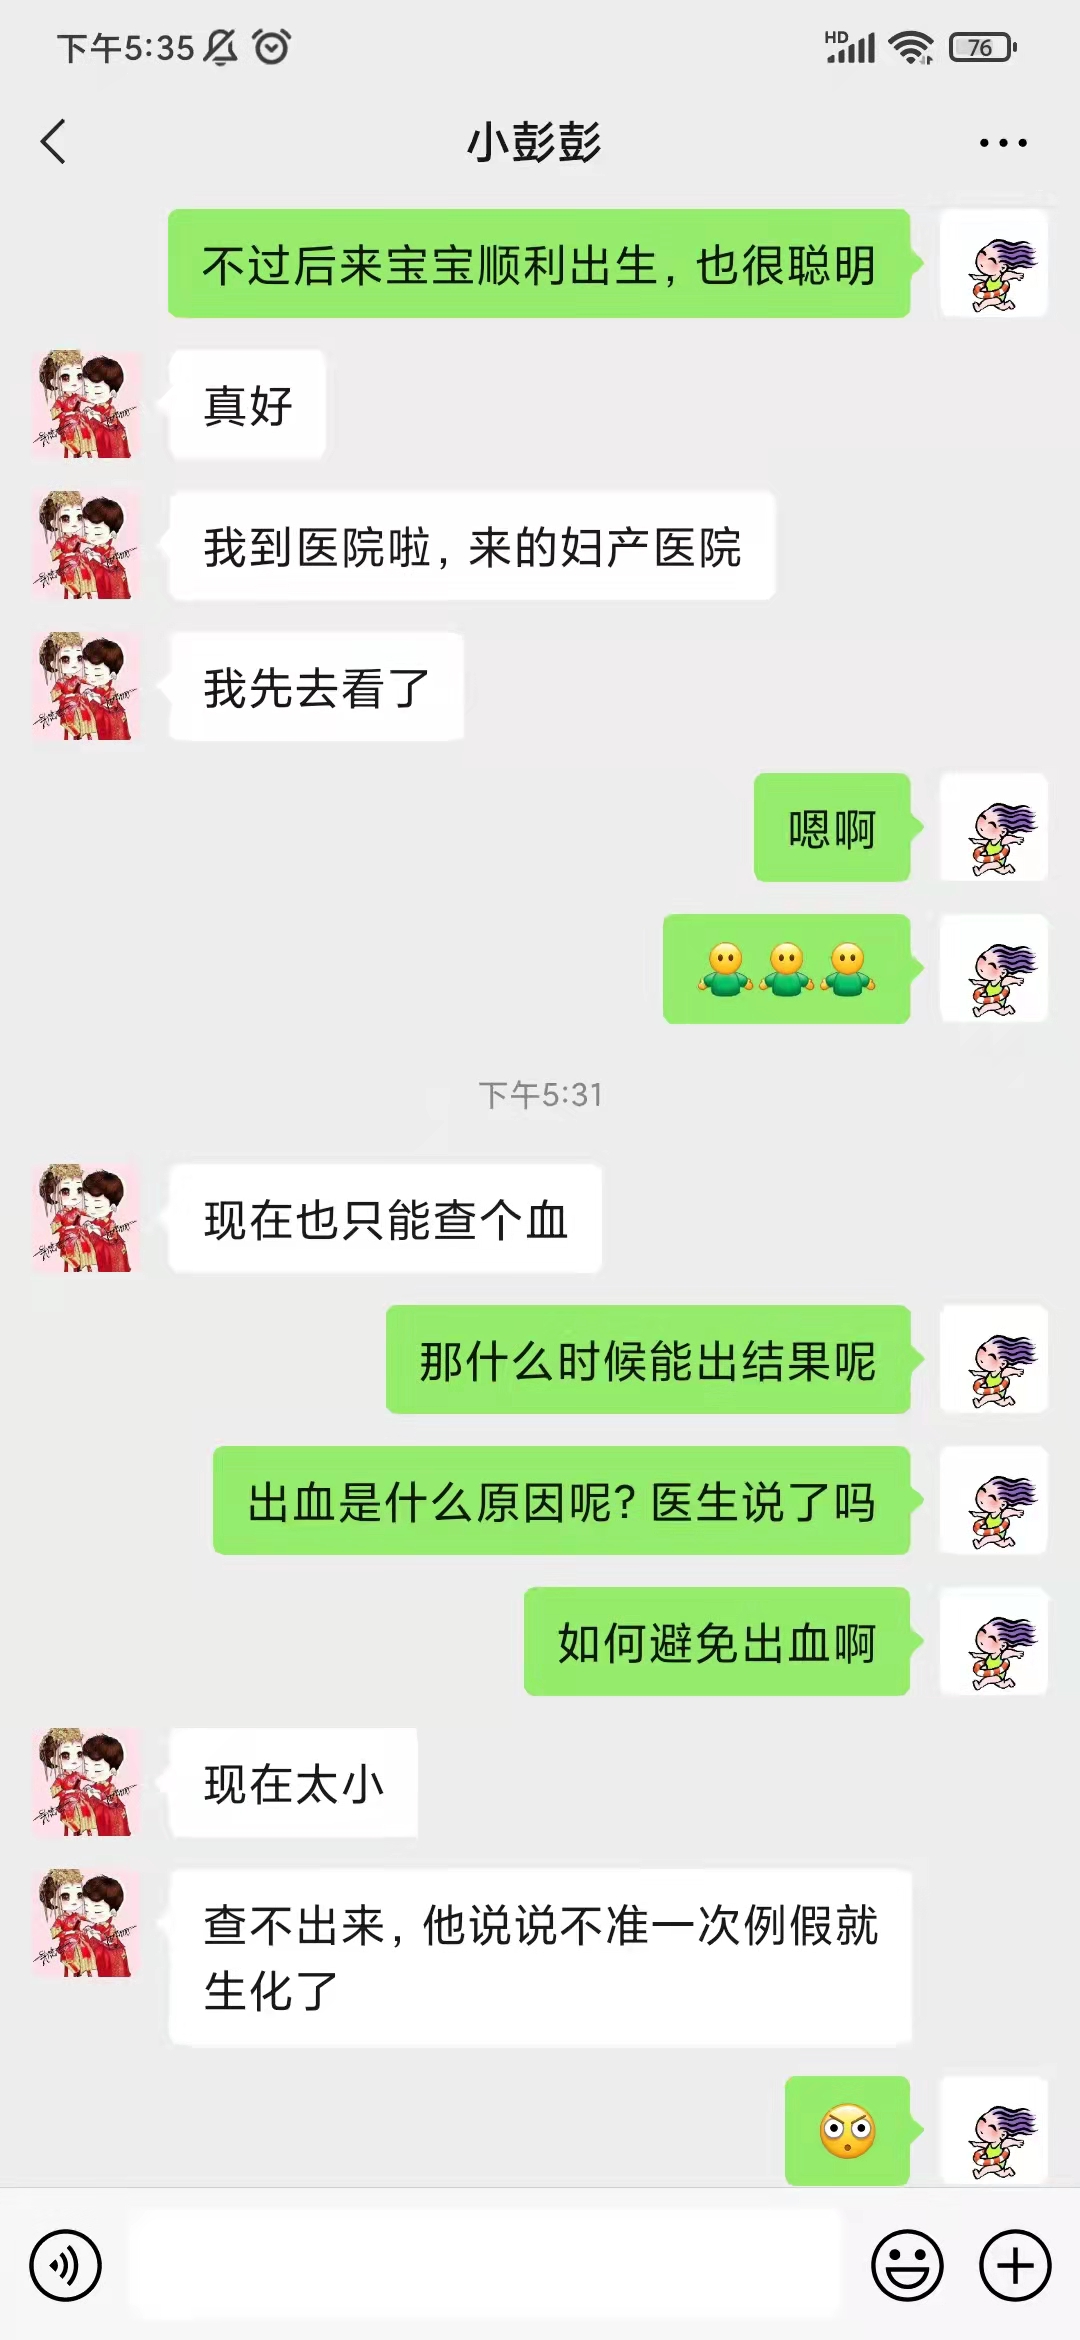 下午5:35
HD
76
小彭彭
不过后来宝宝顺利出生，也很聪明
真好
我到医院啦，来的妇产医院
我先去看了
嗯啊
下午5:31
现在也只能查个血
那什么时候能出结果呢
出血是什么原因呢？医生说了吗
如何避免出血啊
现在太小
查不出来，他说说不准一次例假就
生化了